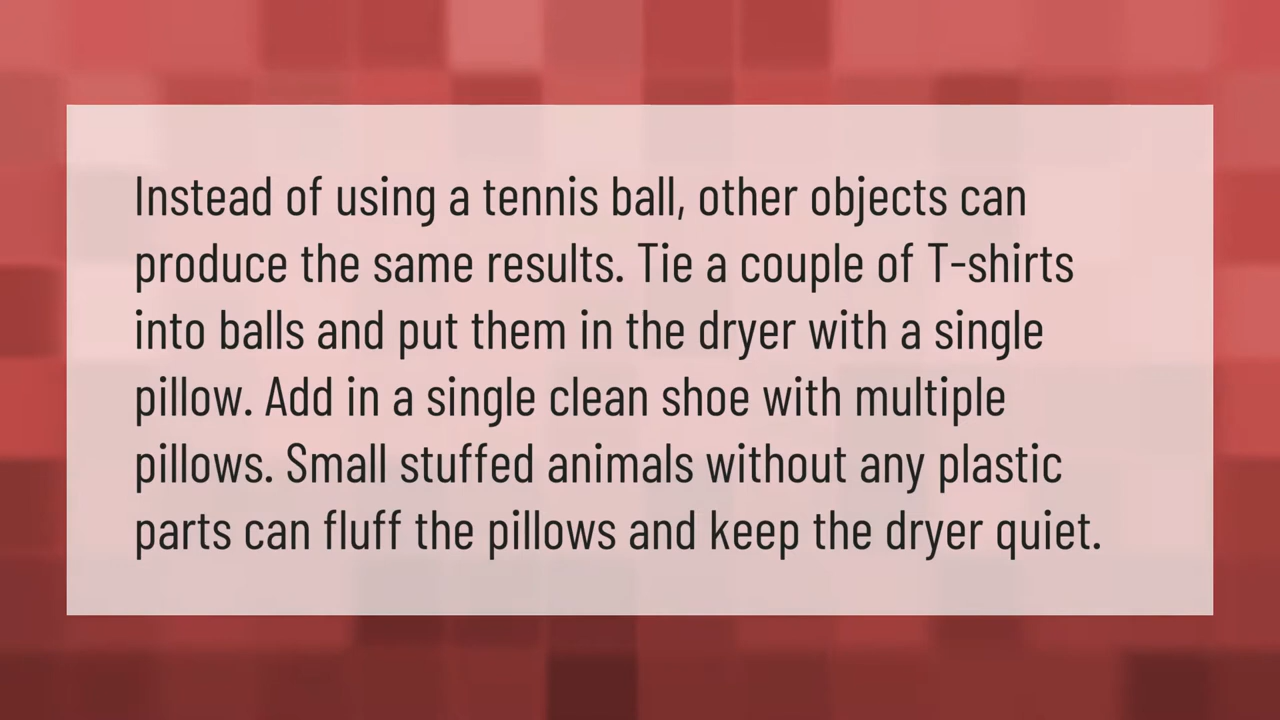 Instead of using a tennis ball, other objects can
produce the same results. Tie a couple of T-shirts
into balls and put them in the dryer with a single
pillow. Add in a single clean shoe with multiple
pillows. Small stuffed animals without any plastic
parts can fluff the pillows and keep the dryer quiet.